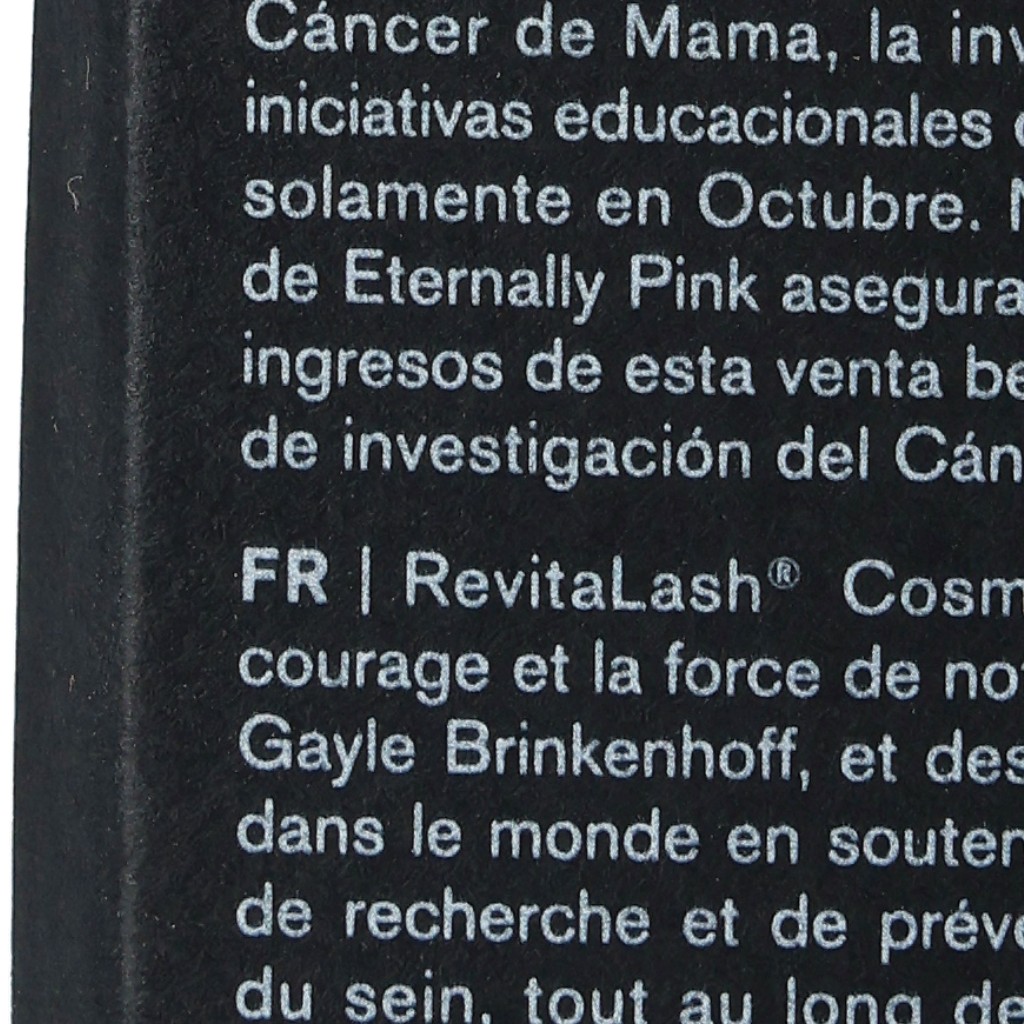 Cáncer de Mama, la inv
iniciativas educacionales
solamente en Octubre.
de Eternally Pink asegura
ingresos de esta venta be
de investigación del Cán
FR | RevitaLash® Cosm
courage et la force de no
Gayle Brinkenhoff, et des
dans le monde en souten
de recherche et de préve
du sein, tout au long de